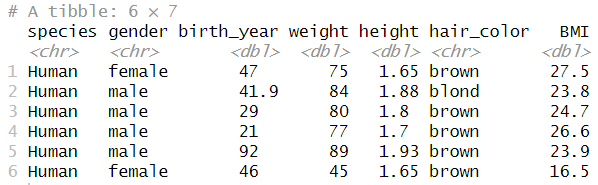 # A tibble: 6 × 7
species gender birth_year weight height hair_color BMI
<chr> <chr> <dbl> <dbl> <dbl> <chr> <dbl>
1 Human female 47 75 1.65 brown 27.5
2 Human male 41.9 84 1.88 blond 23.8
3 Human male 29 80 1.8 brown 24.7
4 Human male 21 77 1.7 brown 26.6
5 Human male 92 89 1.93 brown 23.9
6 Human female 46 45 1.65 brown 16.5